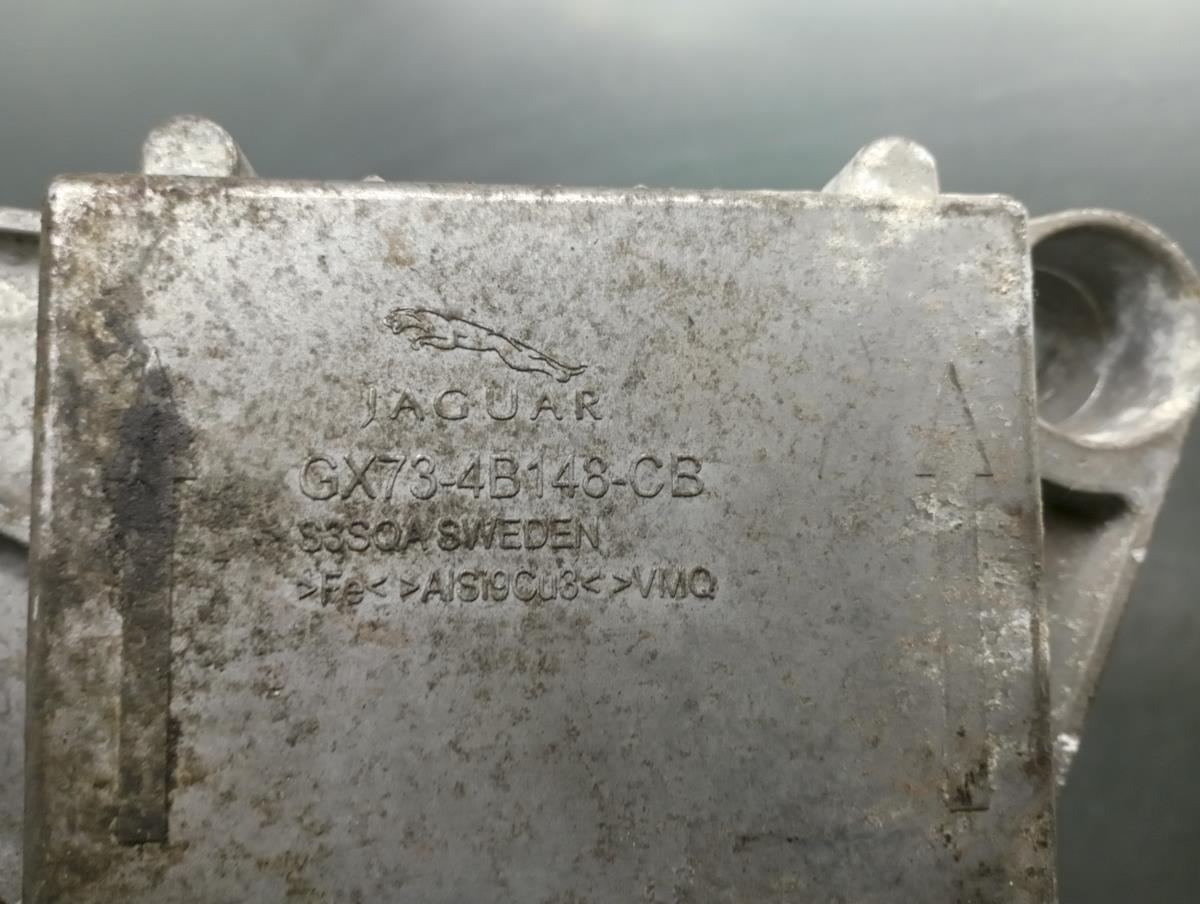 JAGUAR
GX73-4B148-CB
S3SQA SWEDEN
>Fe< >AlSI9Cu3< >VMQ